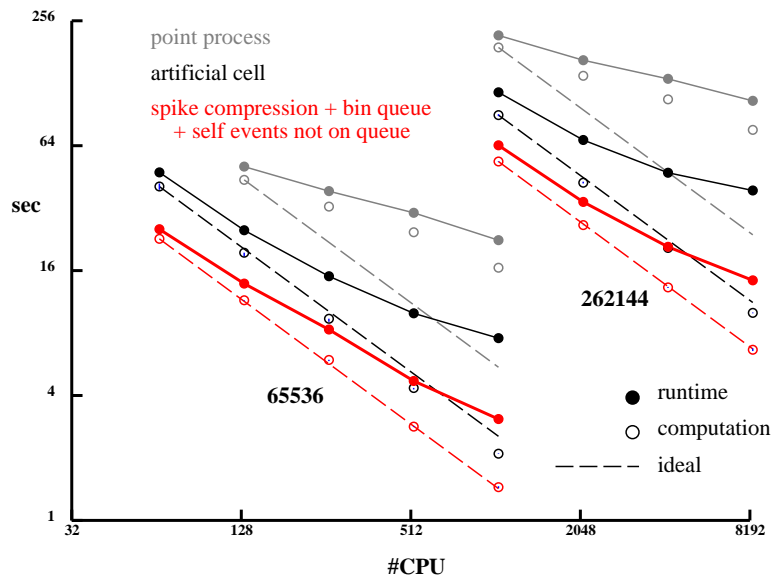 256
point process
artificial cell
spike compression + bin queue
+ self events not on queue
64
sec
16
262144
65536
4
runtime
computation
ideal
1
32
128
512
2048
8192
#CPU